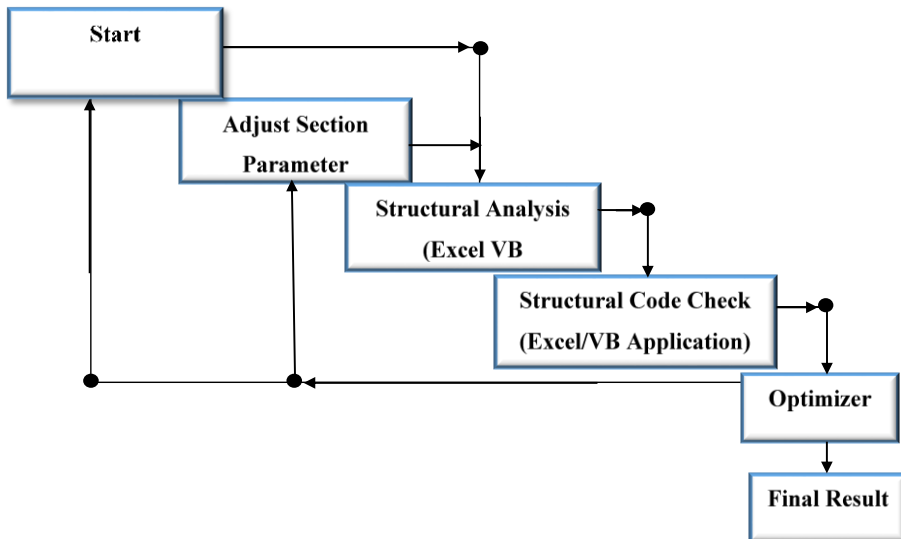 Start
Adjust Section
Parameter
Structural Analysis
(Excel VB
Structural Code Check
(Excel/VB Application)
Optimizer
Final Result